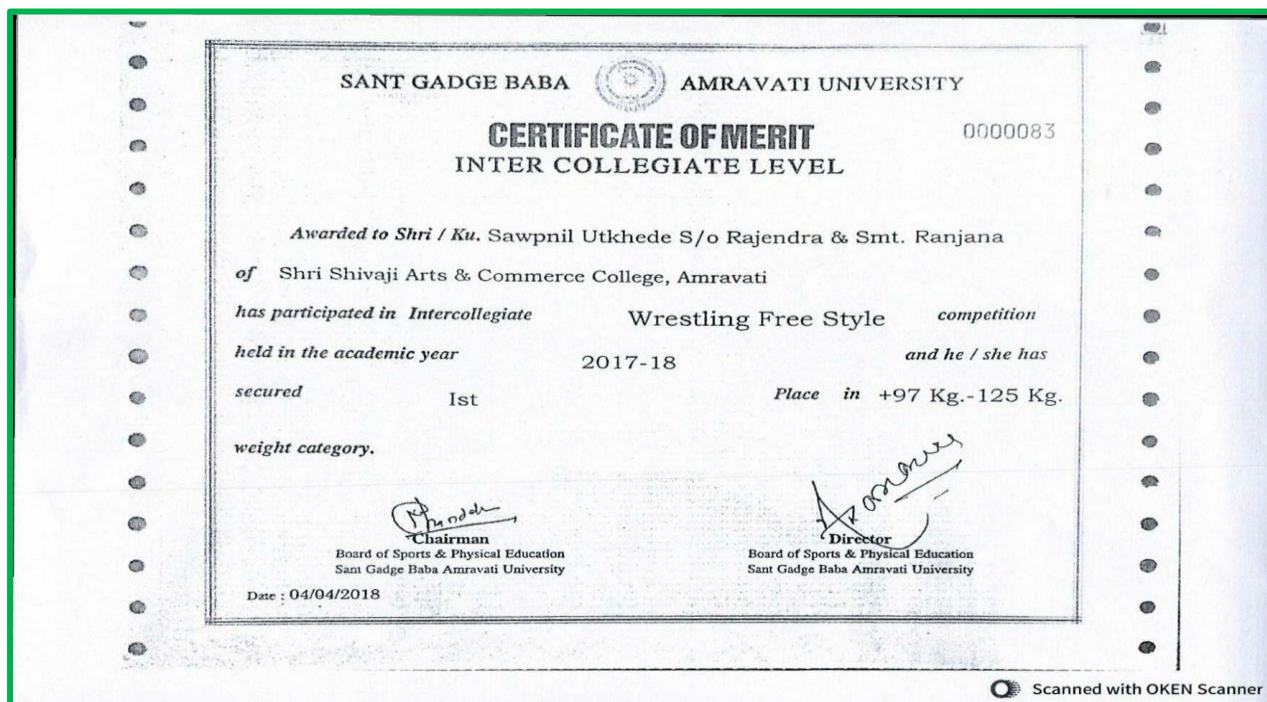 SANT GADGE BABA AMRAVATI UNIVERSITY
CERTIFICATE OF MERIT 0000083
INTER COLLEGIATE LEVEL
Awarded to Shri / Ku. Sawpnil Utkhede S/o Rajendra & Smt. Ranjana
of Shri Shivaji Arts & Commerce College, Amravati
has participated in Intercollegiate Wrestling Free Style competition
held in the academic year 2017-18 and he / she has
secured Ist Place in +97 Kg.-125 Kg.
weight category.
Chairman Director
Board of Sports & Physical Education Board of Sports & Physical Education
Sant Gadge Baba Amravati University Sant Gadge Baba Amravati University
Date : 04/04/2018
Scanned with OKEN Scanner